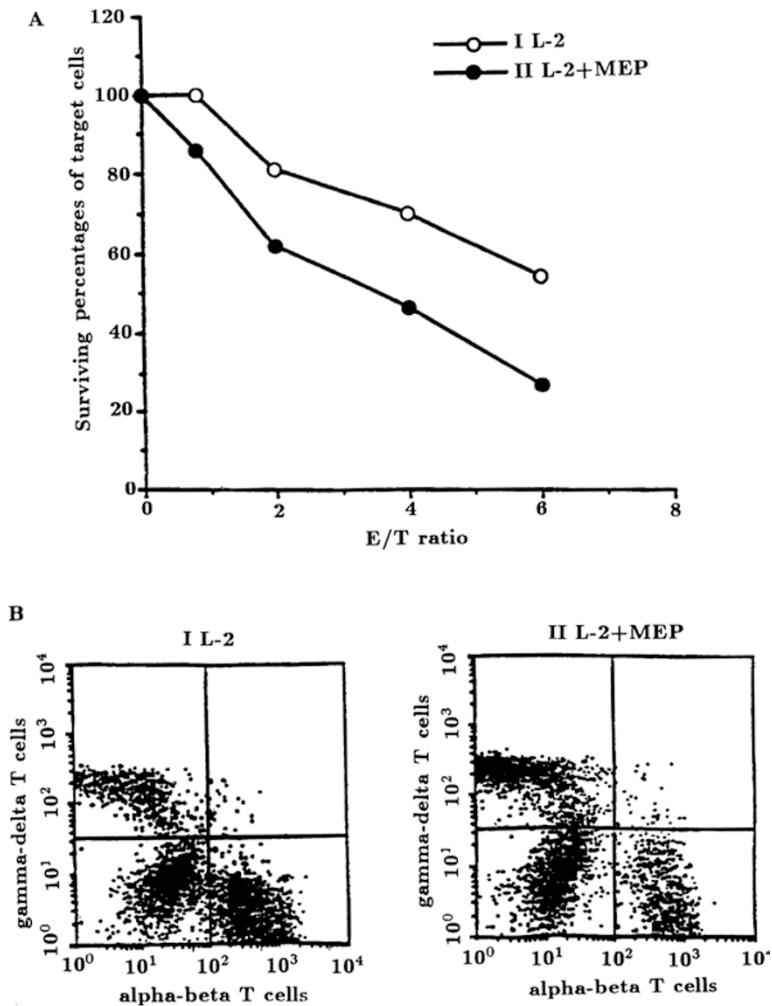 A
I L-2
II L-2+MEP
Surviving percentages of target cells
120
100
80
60
40
20
0
0 2 4 6 8
E/T ratio
B
I L-2
gamma-delta T cells
10^4
10^3
10^2
10^1
10^0
10^0 10^1 10^2 10^3 10^4
alpha-beta T cells
II L-2+MEP
gamma-delta T cells
10^4
10^3
10^2
10^1
10^0
10^0 10^1 10^2 10^3 10^4
alpha-beta T cells